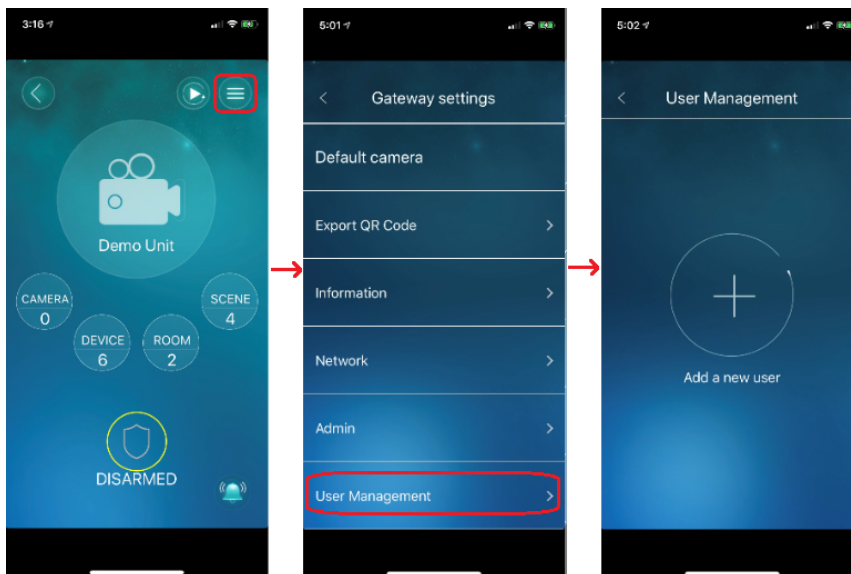 3:16
Demo Unit
CAMERA
0
SCENE
4
DEVICE
6
ROOM
2
DISARMED
5:01
Gateway settings
Default camera
Export QR Code
Information
Network
Admin
User Management
5:02
User Management
Add a new user